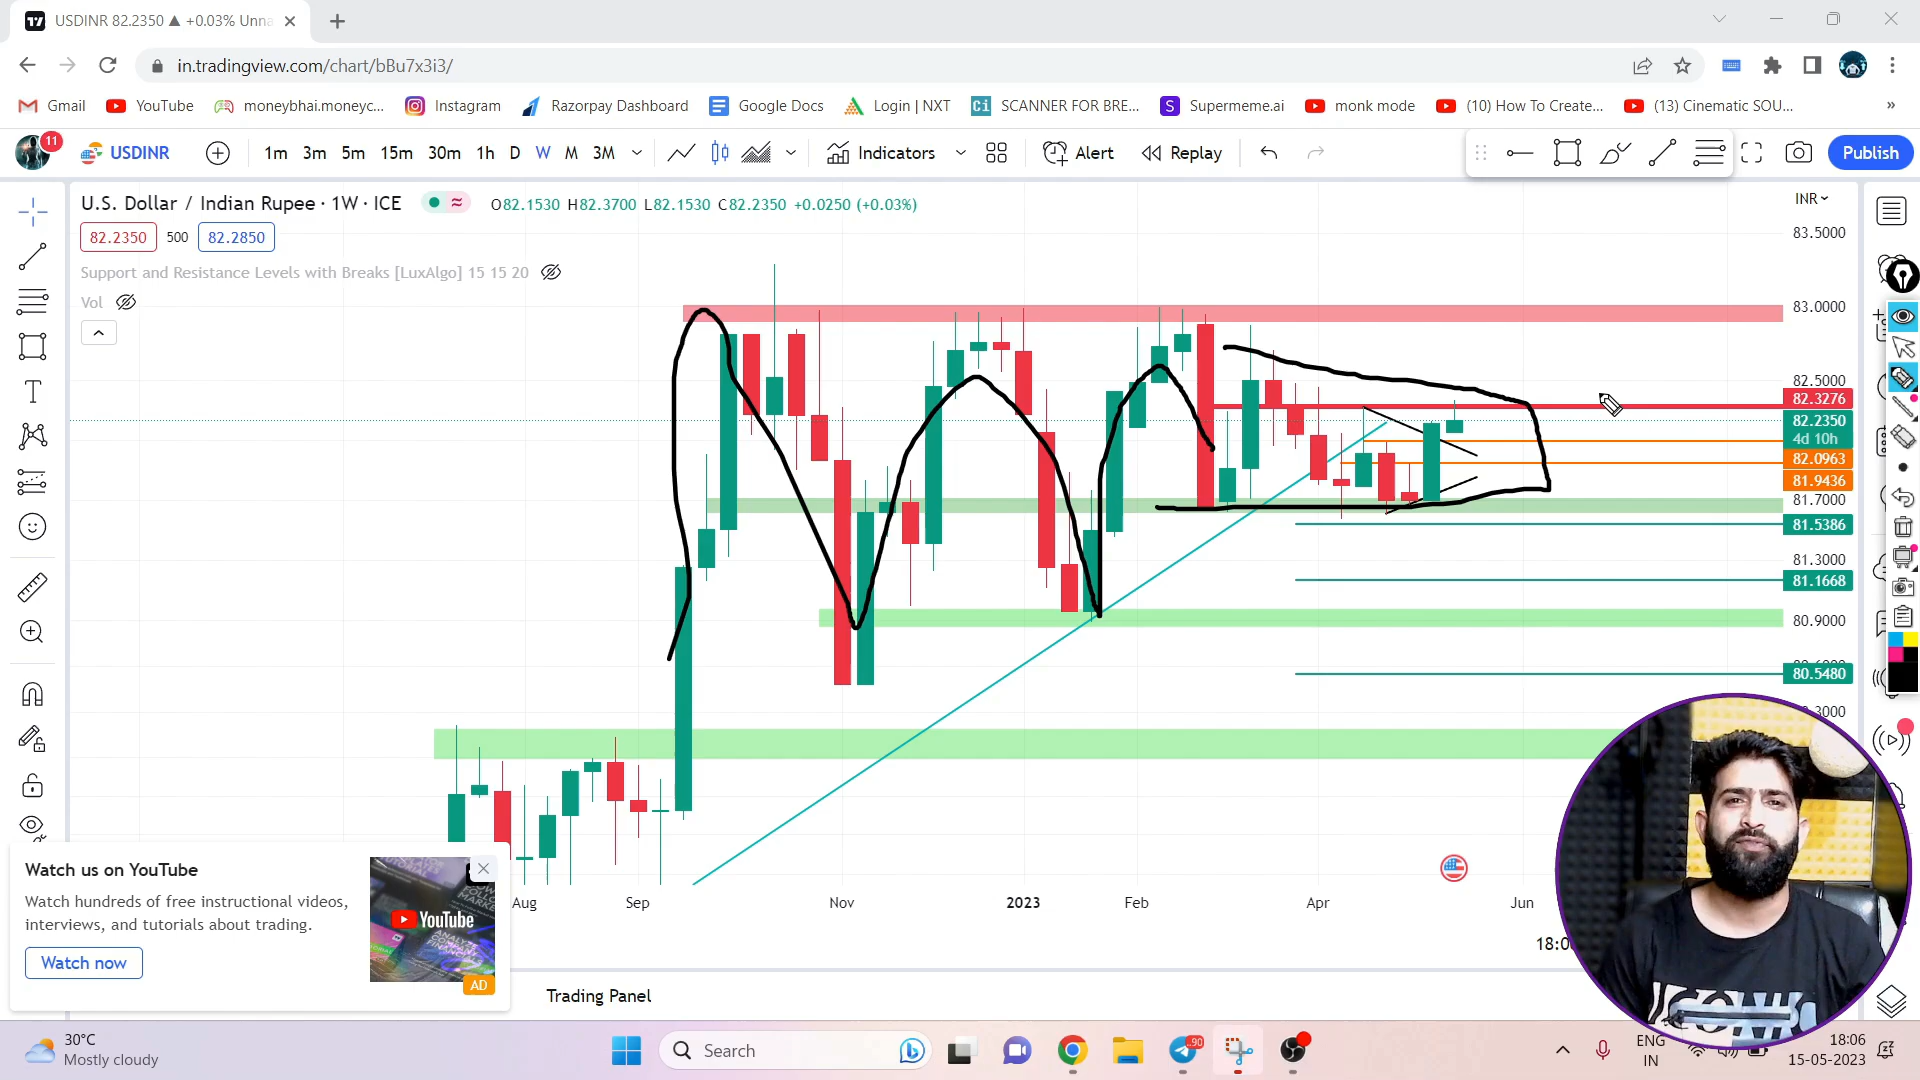 USDINR 82.2350 ▲ +0.03% Unna
in.tradingview.com/chart/bBu7x3i3/
Gmail YouTube moneybhai.moneyc... Instagram Razorpay Dashboard Google Docs Login | NXT SCANNER FOR BRE... Supermeme.ai monk mode (10) How To Create... (13) Cinematic SOU... »
11 USDINR 1m 3m 5m 15m 30m 1h D W M 3M Indicators Alert Replay Publish
U.S. Dollar / Indian Rupee · 1W · ICE O82.1530 H82.3700 L82.1530 C82.2350 +0.0250 (+0.03%)
INR
82.2350 500 82.2850
83.5000
Support and Resistance Levels with Breaks [LuxAlgo] 15 15 20
Vol
83.0000
82.5000
82.3276
82.2350
4d 10h
82.0963
81.9436
81.7000
81.5386
81.3000
81.1668
80.9000
80.5480
Watch us on YouTube
Watch hundreds of free instructional videos,
interviews, and tutorials about trading.
Watch now
YouTube
AD
Aug Sep Nov 2023 Feb Apr Jun
Trading Panel
30°C
Mostly cloudy
Search
90
ENG
IN
18:06
15-05-2023